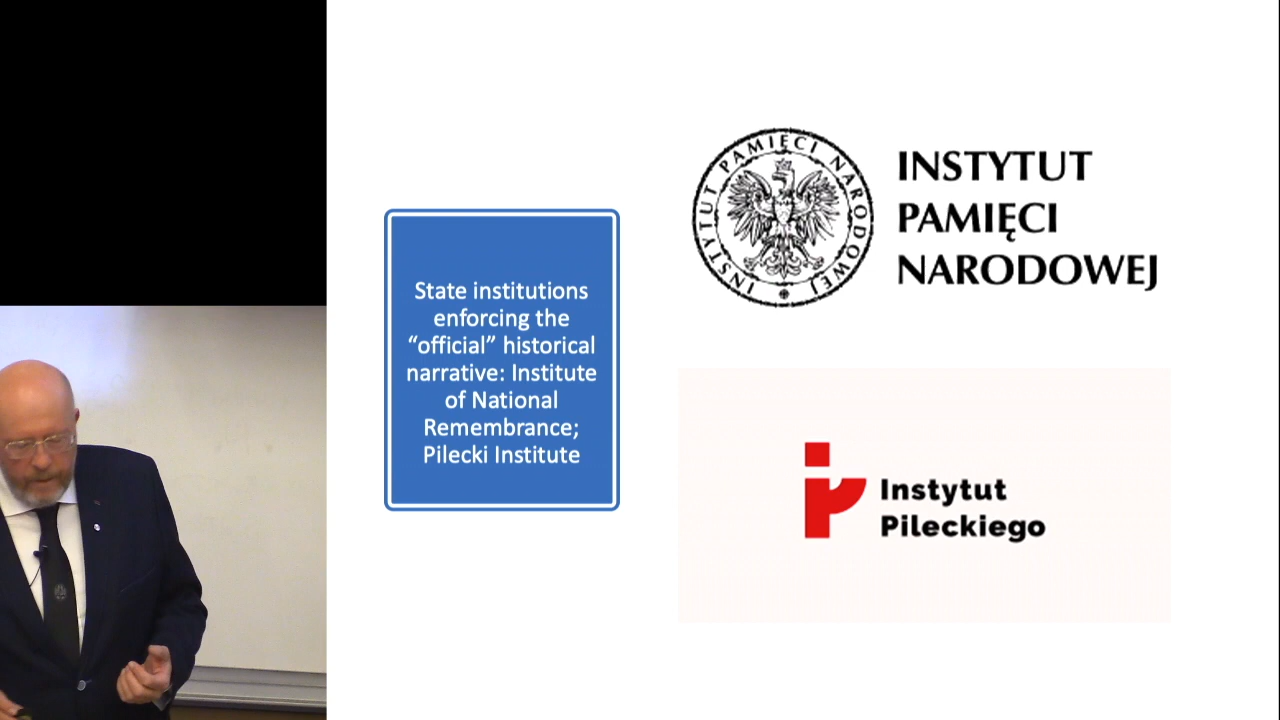 State institutions
enforcing the
“official” historical
narrative: Institute
of National
Remembrance;
Pilecki Institute
INSTYTUT PAMIĘCI NARODOWEJ
INSTYTUT
PAMIĘCI
NARODOWEJ
Instytut
Pileckiego